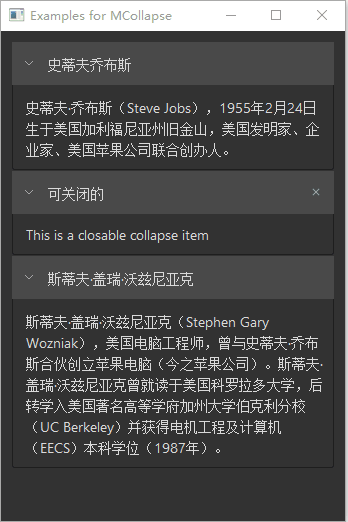 Examples for MCollapse
史蒂夫乔布斯
史蒂夫·乔布斯（Steve Jobs），1955年2月24日
生于美国加利福尼亚州旧金山，美国发明家、企
业家、美国苹果公司联合创办人。
可关闭的
This is a closable collapse item
斯蒂夫·盖瑞·沃兹尼亚克
斯蒂夫·盖瑞·沃兹尼亚克（Stephen Gary
Wozniak），美国电脑工程师，曾与史蒂夫·乔布
斯合伙创立苹果电脑（今之苹果公司）。斯蒂夫·
盖瑞·沃兹尼亚克曾就读于美国科罗拉多大学，后
转学入美国著名高等学府加州大学伯克利分校
（UC Berkeley）并获得电机工程及计算机
（EECS）本科学位（1987年）。